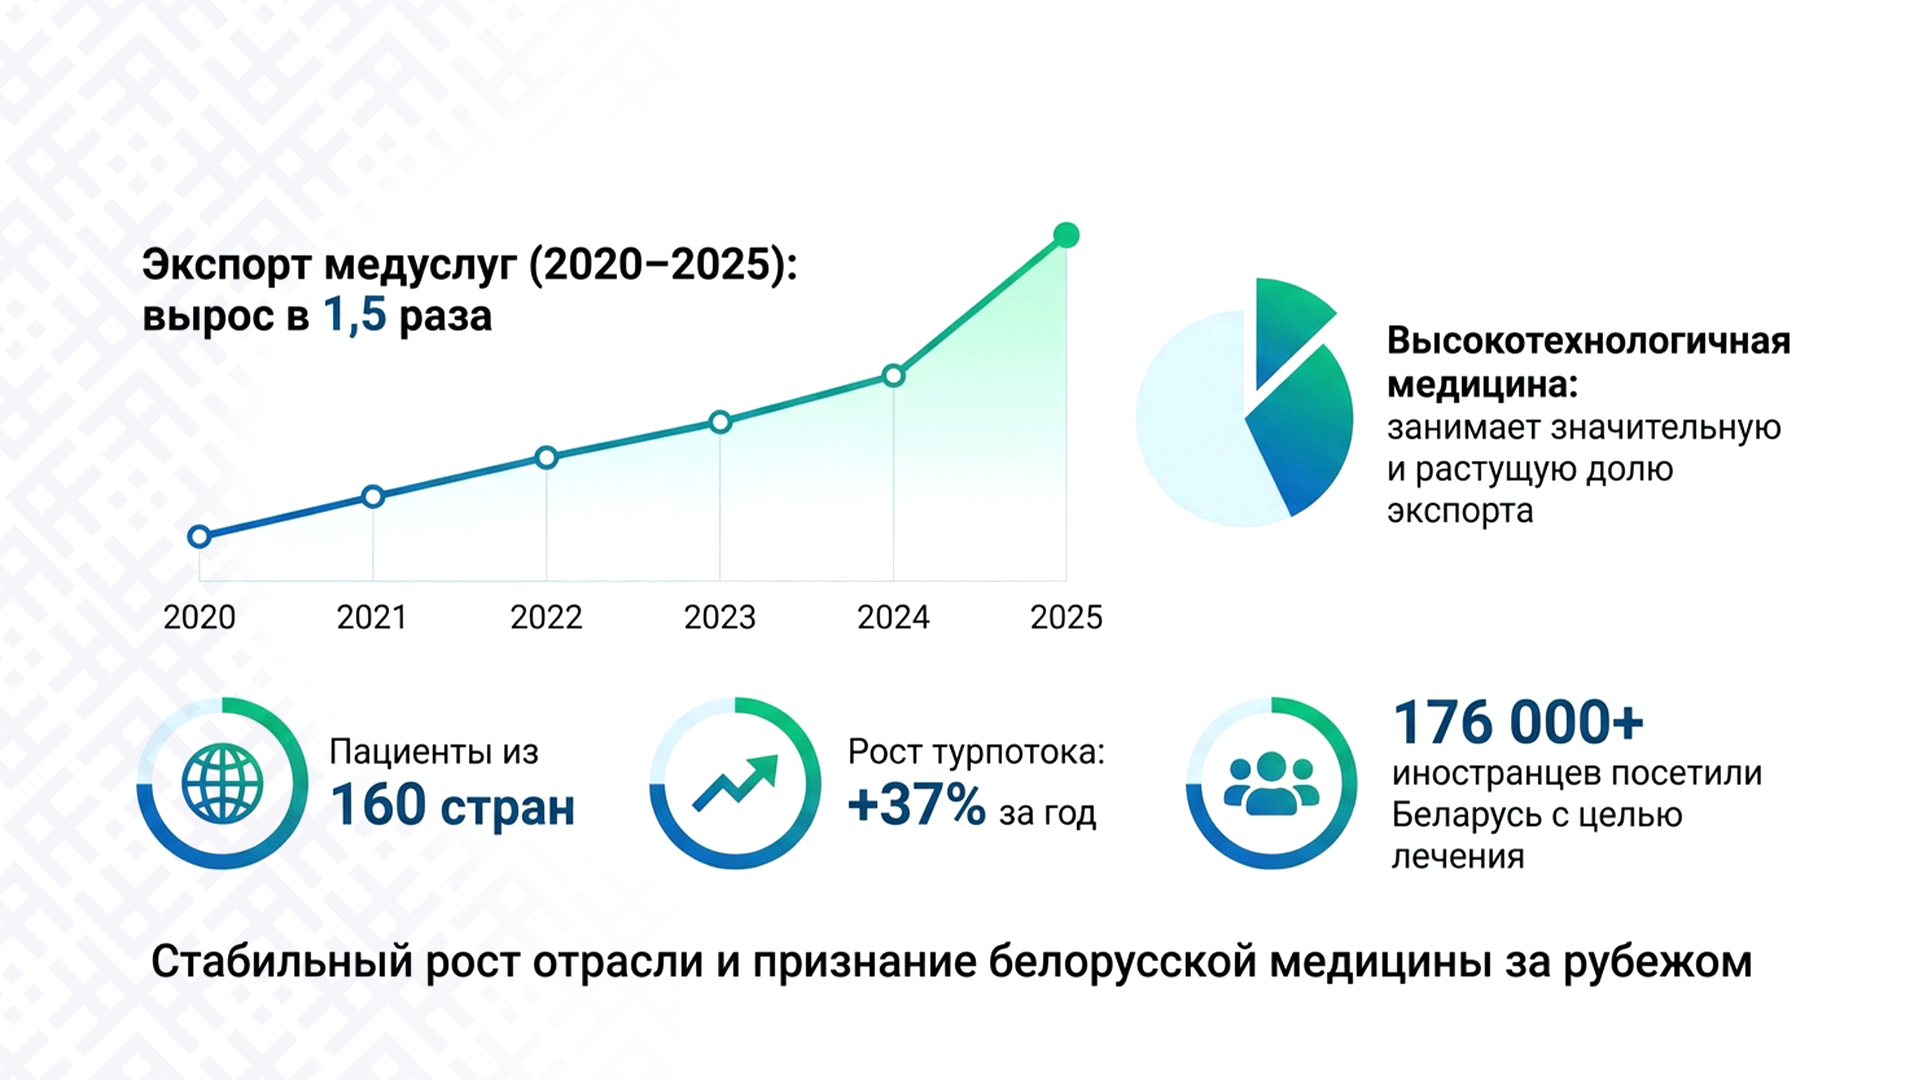 Экспорт медуслуг (2020–2025):
вырос в 1,5 раза
2020
2021
2022
2023
2024
2025
Высокотехнологичная
медицина:
занимает значительную
и растущую долю
экспорта
Пациенты из
160 стран
Рост турпотока:
+37% за год
176 000+
иностранцев посетили
Беларусь с целью
лечения
Стабильный рост отрасли и признание белорусской медицины за рубежом